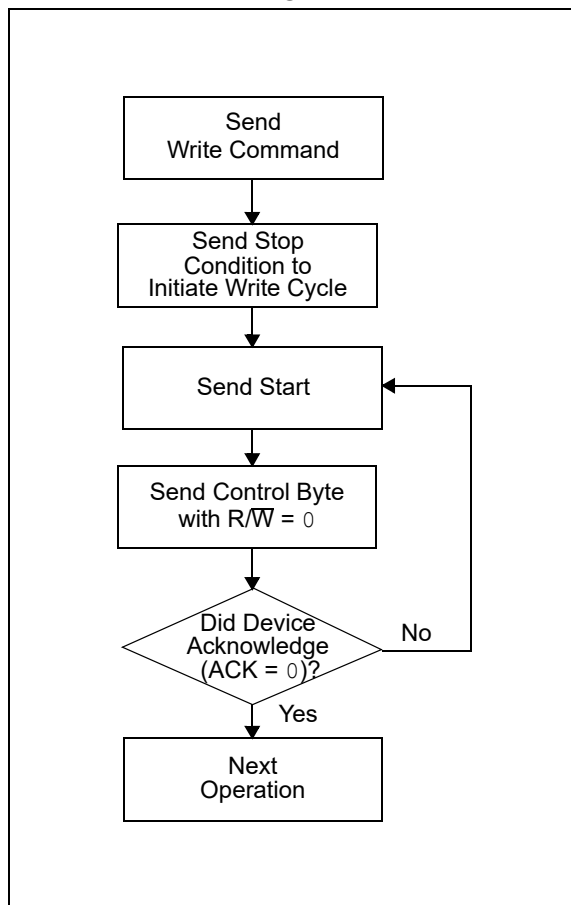 Send
Write Command
Send Stop
Condition to
Initiate Write Cycle
Send Start
Send Control Byte
with R/W̅ = 0
Did Device
Acknowledge
(ACK = 0)?
No
Yes
Next
Operation